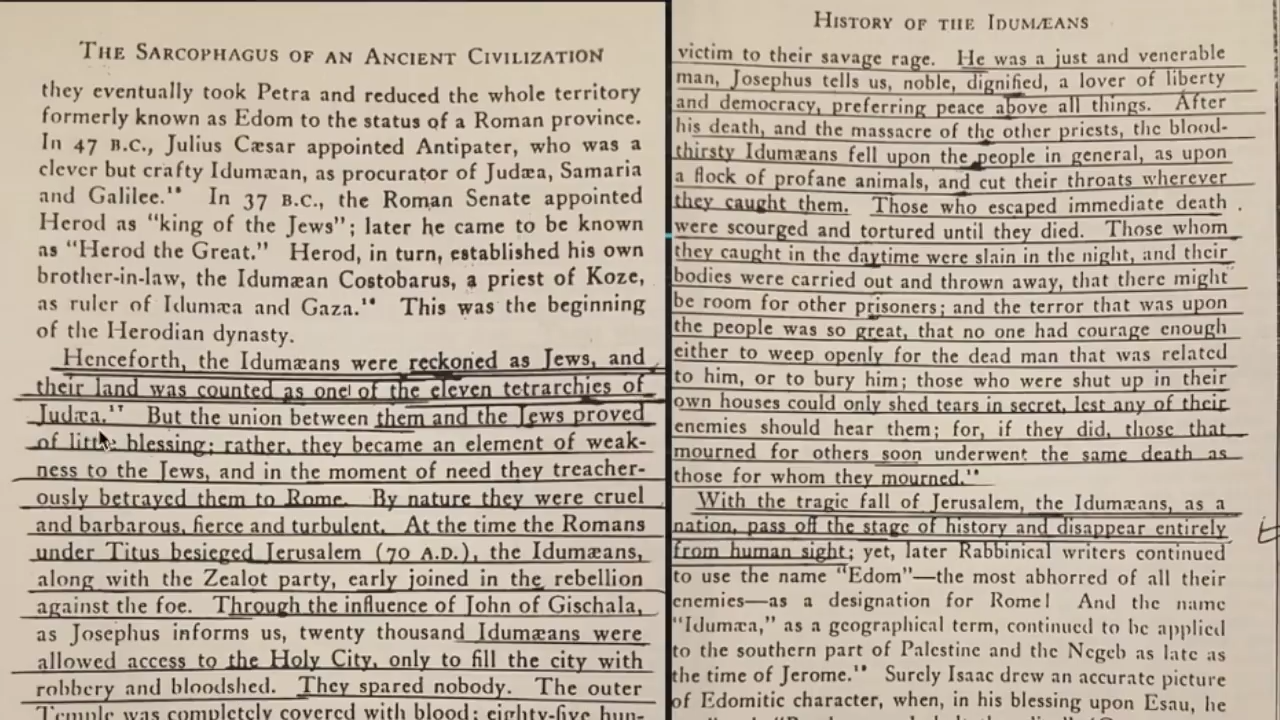 THE SARCOPHAGUS OF AN ANCIENT CIVILIZATION
they eventually took Petra and reduced the whole territory
formerly known as Edom to the status of a Roman province.
In 47 B.C., Julius Cæsar appointed Antipater, who was a
clever but crafty Idumæan, as procurator of Judæa, Samaria
and Galilee.¹⁵ In 37 B.C., the Roman Senate appointed
Herod as "king of the Jews"; later he came to be known
as "Herod the Great." Herod, in turn, established his own
brother-in-law, the Idumæan Costobarus, a priest of Koze,
as ruler of Idumæa and Gaza.¹⁶ This was the beginning
of the Herodian dynasty.
Henceforth, the Idumæans were reckoned as Jews, and
their land was counted as one of the eleven tetrarchies of
Judæa.¹⁷ But the union between them and the Jews proved
of little blessing; rather, they became an element of weak-
ness to the Jews, and in the moment of need they treacher-
ously betrayed them to Rome. By nature they were cruel
and barbarous, fierce and turbulent. At the time the Romans
under Titus besieged Jerusalem (70 A.D.), the Idumæans,
along with the Zealot party, early joined in the rebellion
against the foe. Through the influence of John of Gischala,
as Josephus informs us, twenty thousand Idumæans were
allowed access to the Holy City, only to fill the city with
robbery and bloodshed. They spared nobody. The outer
Temple was completely covered with blood; eighty-five hun-
HISTORY OF THE IDUMÆANS
victim to their savage rage. He was a just and venerable
man, Josephus tells us, noble, dignified, a lover of liberty
and democracy, preferring peace above all things. After
his death, and the massacre of the other priests, the blood-
thirsty Idumæans fell upon the people in general, as upon
a flock of profane animals, and cut their throats wherever
they caught them. Those who escaped immediate death
were scourged and tortured until they died. Those whom
they caught in the daytime were slain in the night, and their
bodies were carried out and thrown away, that there might
be room for other prisoners; and the terror that was upon
the people was so great, that no one had courage enough
either to weep openly for the dead man that was related
to him, or to bury him; those who were shut up in their
own houses could only shed tears in secret, lest any of their
enemies should hear them; for, if they did, those that
mourned for others soon underwent the same death as
those for whom they mourned.¹⁸
With the tragic fall of Jerusalem, the Idumæans, as a
nation, pass off the stage of history and disappear entirely
from human sight; yet, later Rabbinical writers continued
to use the name "Edom"—the most abhorred of all their
enemies—as a designation for Rome! And the name
"Idumæa," as a geographical term, continued to be applied
to the southern part of Palestine and the Negeb as late as
the time of Jerome.¹⁹ Surely Isaac drew an accurate picture
of Edomitic character, when, in his blessing upon Esau, he